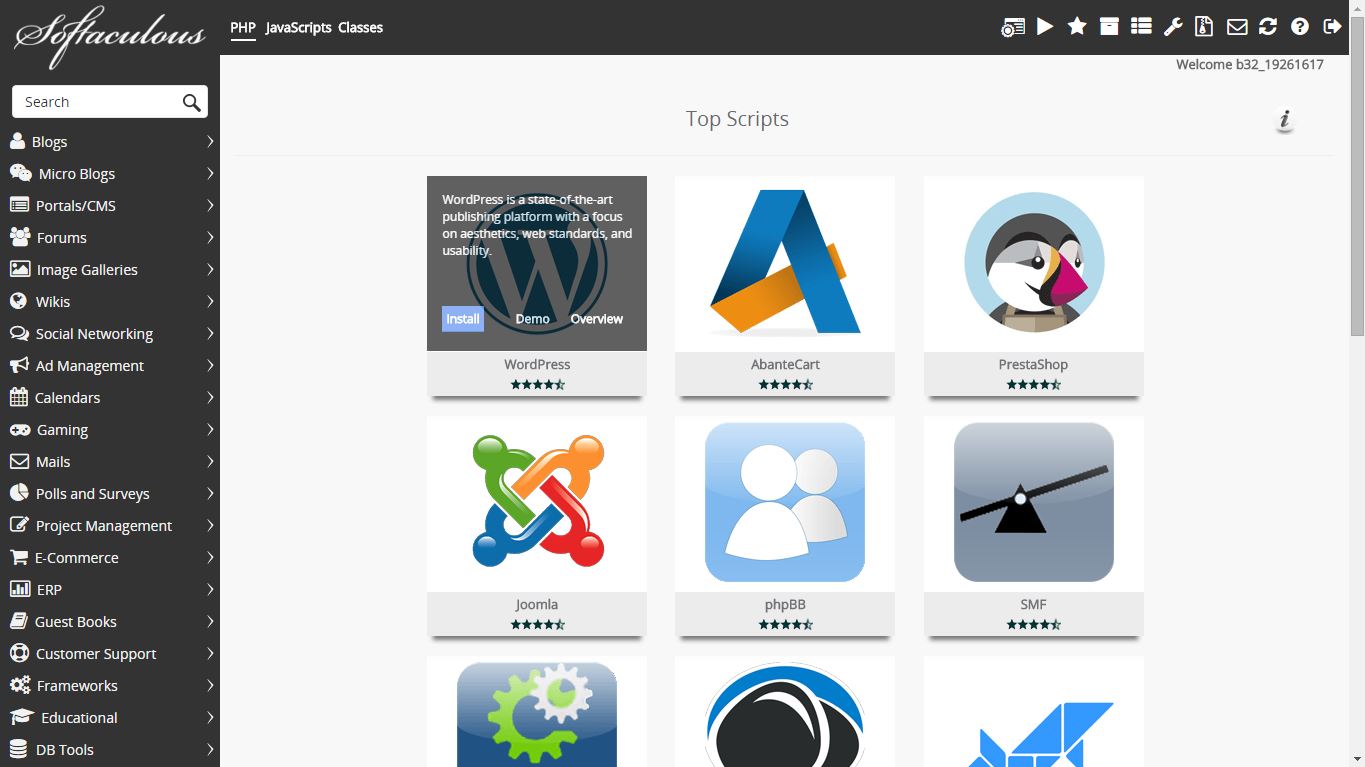 Softaculous
PHP JavaScripts Classes
Welcome b32_19261617
Search
Blogs
Micro Blogs
Portals/CMS
Forums
Image Galleries
Wikis
Social Networking
Ad Management
Calendars
Gaming
Mails
Polls and Surveys
Project Management
E-Commerce
ERP
Guest Books
Customer Support
Frameworks
Educational
DB Tools
Top Scripts
i
WordPress is a state-of-the-art
publishing platform with a focus
on aesthetics, web standards, and
usability.
Install Demo Overview
WordPress
AbanteCart
PrestaShop
Joomla
phpBB
SMF